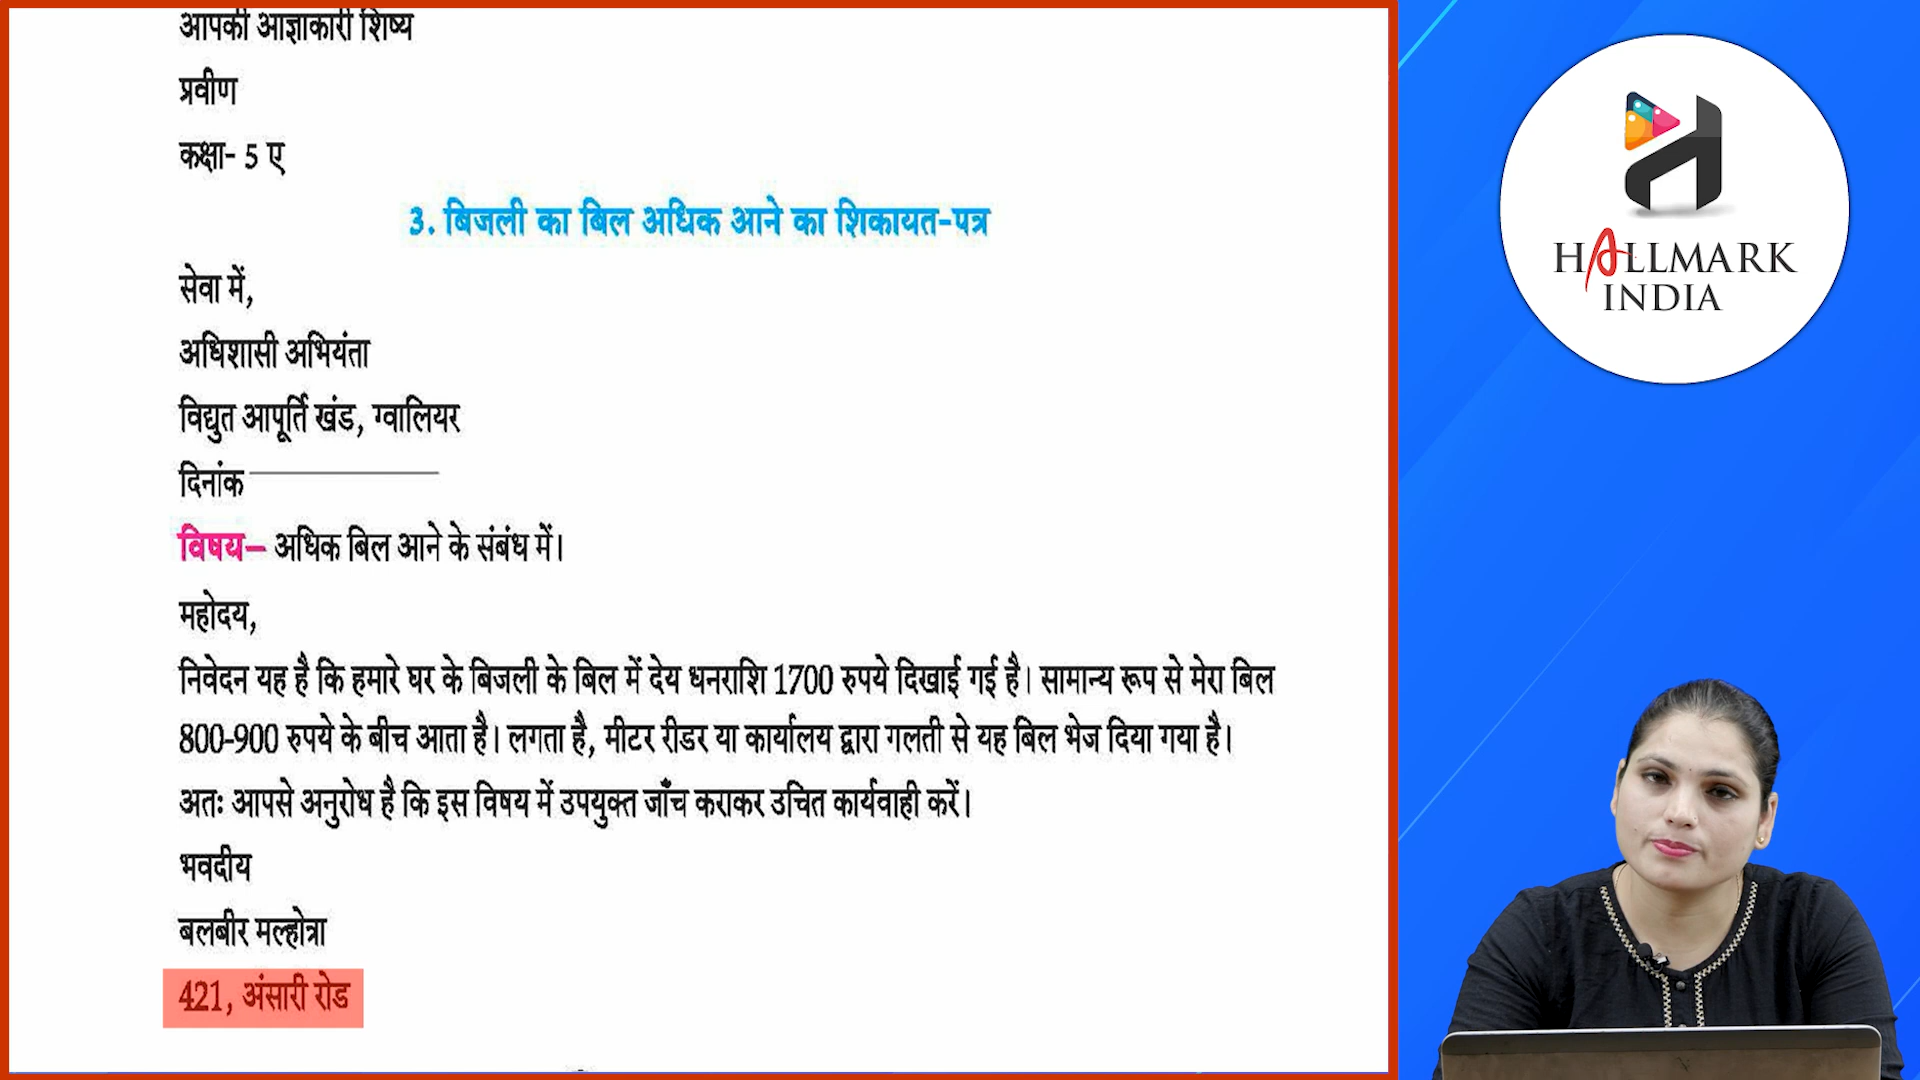 आपकी आज्ञाकारी शिष्य
प्रवीण
कक्षा- 5 ए
3. बिजली का बिल अधिक आने का शिकायत-पत्र
सेवा में,
अधिशासी अभियंता
विद्युत आपूर्ति खंड, ग्वालियर
दिनांक
विषय– अधिक बिल आने के संबंध में।
महोदय,
निवेदन यह है कि हमारे घर के बिजली के बिल में देय धनराशि 1700 रुपये दिखाई गई है। सामान्य रूप से मेरा बिल
800-900 रुपये के बीच आता है। लगता है, मीटर रीडर या कार्यालय द्वारा गलती से यह बिल भेज दिया गया है।
अतः आपसे अनुरोध है कि इस विषय में उपयुक्त जाँच कराकर उचित कार्यवाही करें।
भवदीय
बलबीर मल्होत्रा
421, अंसारी रोड
HALLMARK
INDIA